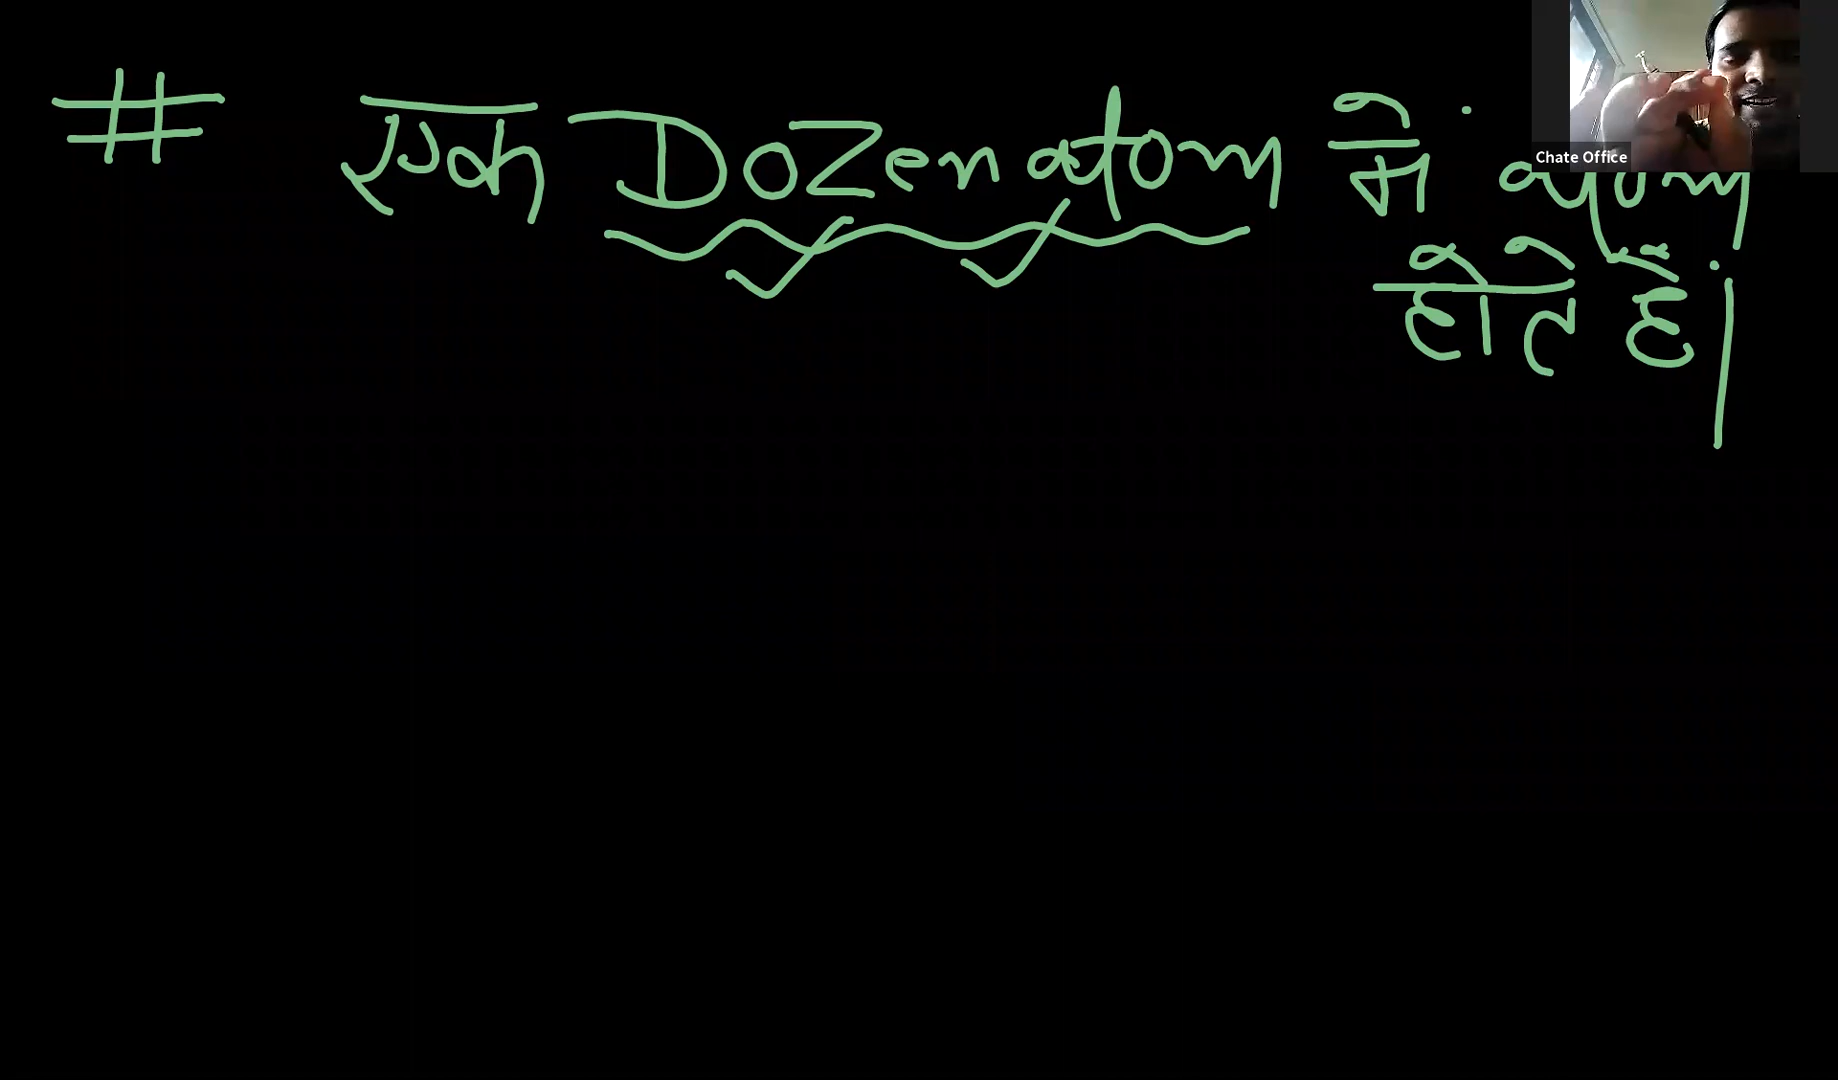 # एक Dozen atom में atom
होते हैं|
Chate Office